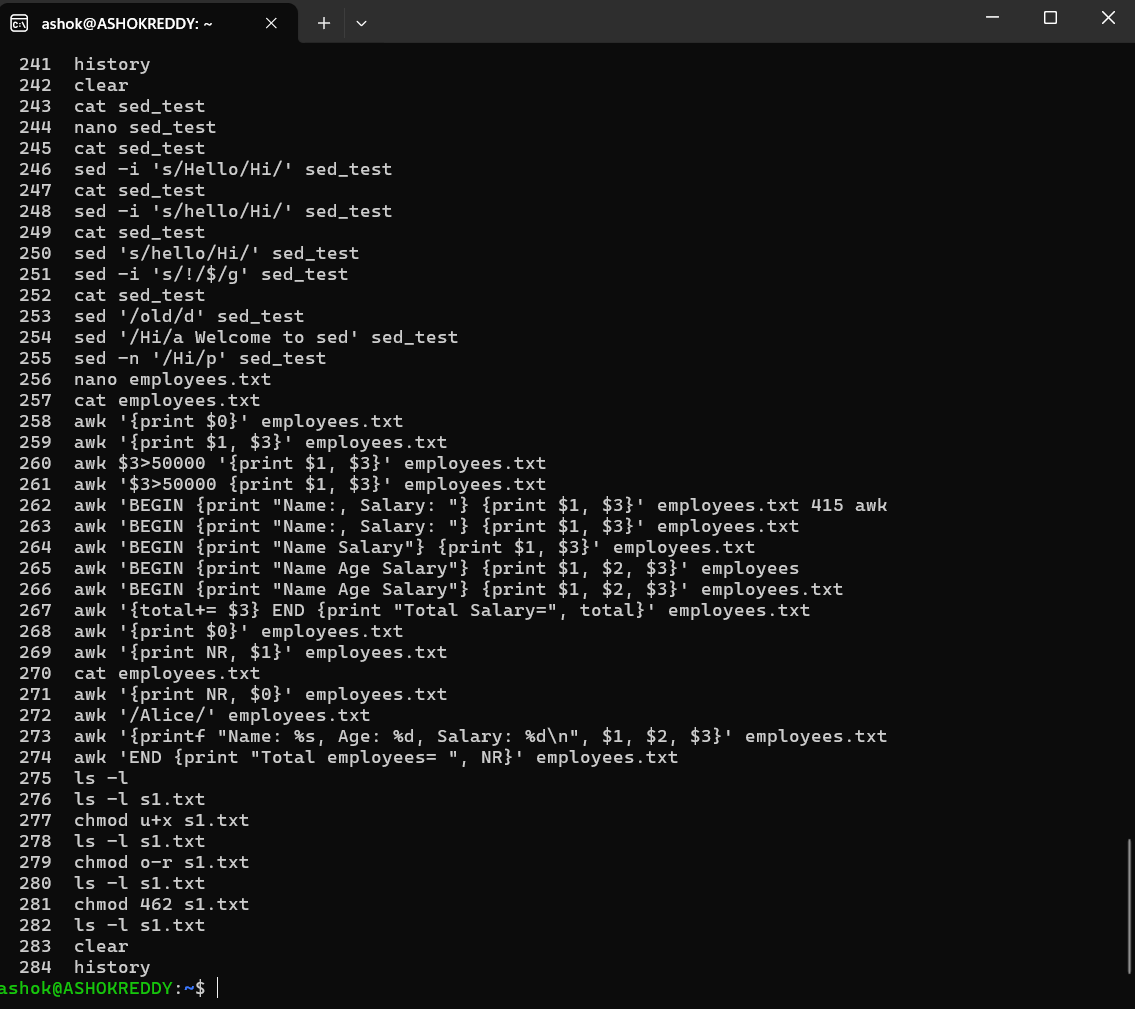 ashok@ASHOKREDDY: ~
241 history
242 clear
243 cat sed_test
244 nano sed_test
245 cat sed_test
246 sed -i 's/Hello/Hi/' sed_test
247 cat sed_test
248 sed -i 's/hello/Hi/' sed_test
249 cat sed_test
250 sed 's/hello/Hi/' sed_test
251 sed -i 's/!/$/g' sed_test
252 cat sed_test
253 sed '/old/d' sed_test
254 sed '/Hi/a Welcome to sed' sed_test
255 sed -n '/Hi/p' sed_test
256 nano employees.txt
257 cat employees.txt
258 awk '{print $0}' employees.txt
259 awk '{print $1, $3}' employees.txt
260 awk $3>50000 '{print $1, $3}' employees.txt
261 awk '$3>50000 {print $1, $3}' employees.txt
262 awk 'BEGIN {print "Name:, Salary: "} {print $1, $3}' employees.txt 415 awk
263 awk 'BEGIN {print "Name:, Salary: "} {print $1, $3}' employees.txt
264 awk 'BEGIN {print "Name Salary"} {print $1, $3}' employees.txt
265 awk 'BEGIN {print "Name Age Salary"} {print $1, $2, $3}' employees
266 awk 'BEGIN {print "Name Age Salary"} {print $1, $2, $3}' employees.txt
267 awk '{total+= $3} END {print "Total Salary=", total}' employees.txt
268 awk '{print $0}' employees.txt
269 awk '{print NR, $1}' employees.txt
270 cat employees.txt
271 awk '{print NR, $0}' employees.txt
272 awk '/Alice/' employees.txt
273 awk '{printf "Name: %s, Age: %d, Salary: %d\n", $1, $2, $3}' employees.txt
274 awk 'END {print "Total employees= ", NR}' employees.txt
275 ls -l
276 ls -l s1.txt
277 chmod u+x s1.txt
278 ls -l s1.txt
279 chmod o-r s1.txt
280 ls -l s1.txt
281 chmod 462 s1.txt
282 ls -l s1.txt
283 clear
284 history
ashok@ASHOKREDDY:~$